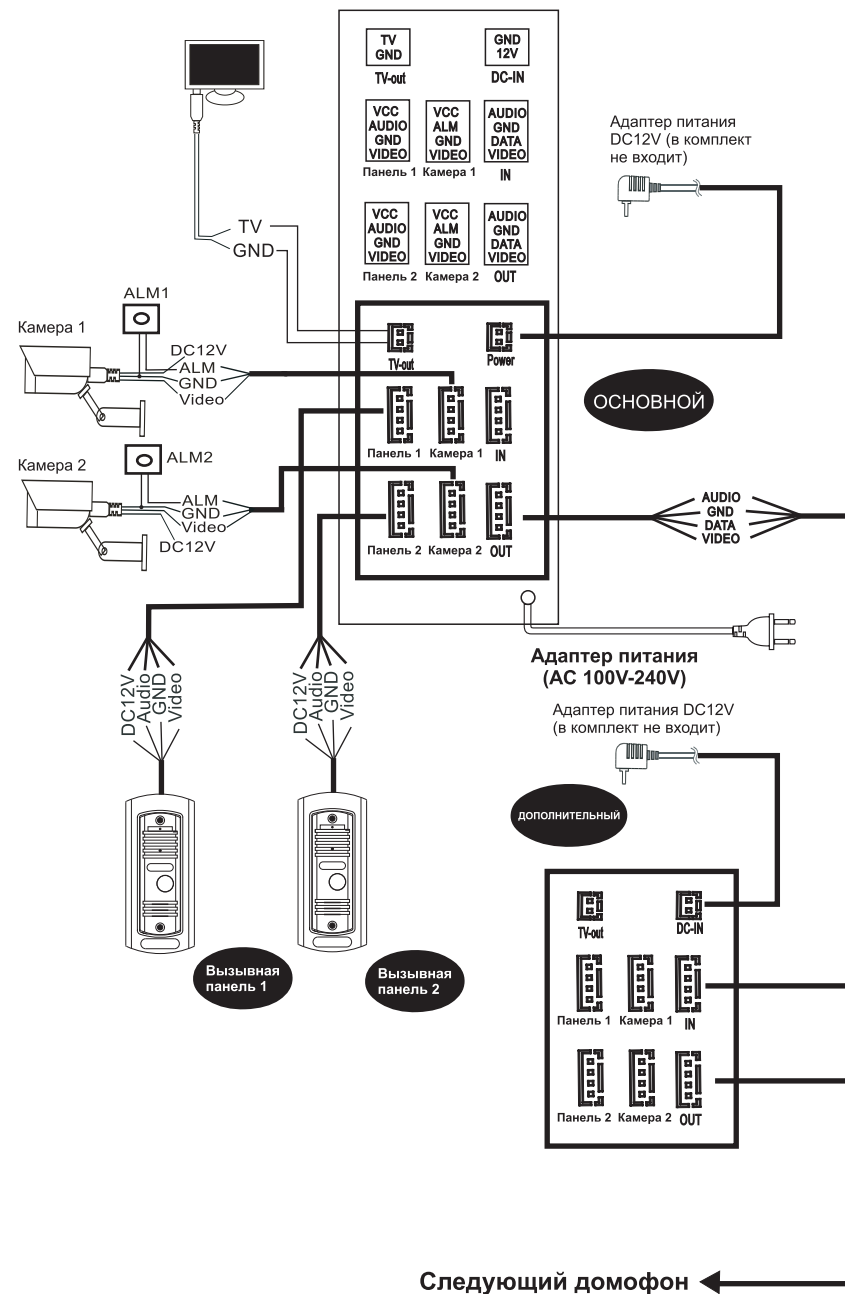 TV
GND
TV-out
GND
12V
DC-IN
VCC
AUDIO
GND
VIDEO
Панель 1
VCC
ALM
GND
VIDEO
Камера 1
AUDIO
GND
DATA
VIDEO
IN
Адаптер питания
DC12V (в комплект
не входит)
VCC
AUDIO
GND
VIDEO
Панель 2
VCC
ALM
GND
VIDEO
Камера 2
AUDIO
GND
DATA
VIDEO
OUT
TV
GND
ALM1
Камера 1
DC12V
ALM
GND
Video
TV-out
Power
ОСНОВНОЙ
Панель 1 Камера 1 IN
ALM2
Камера 2
ALM
GND
Video
DC12V
Панель 2 Камера 2 OUT
AUDIO
GND
DATA
VIDEO
Адаптер питания
(AC 100V-240V)
DC12V
Audio
GND
Video
DC12V
Audio
GND
Video
Адаптер питания DC12V
(в комплект не входит)
ДОПОЛНИТЕЛЬНЫЙ
TV-out
DC-IN
Вызывная
панель 1
Вызывная
панель 2
Панель 1 Камера 1 IN
Панель 2 Камера 2 OUT
Следующий домофон